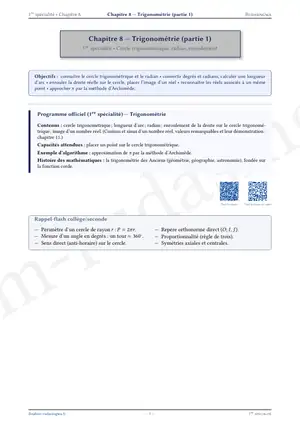 1re spécialité • Chapitre 6 Chapitre 8 — Trigonométrie (partie 1)
Chapitre 8 — Trigonométrie (partie 1)
1re spécialité • Cercle trigonométrique, radian, enroulement
Objectifs : connaître le cercle trigonométrique et le radian • convertir degrés et radians, calculer une longueur
d'arc • enrouler la droite réelle sur le cercle, placer l'image d'un réel • reconnaître les réels associés à un même
point • approcher π par la méthode d'Archimède.
Programme officiel (1re spécialité) — Trigonométrie
Contenus : cercle trigonométrique; longueur d'arc; radian; enroulement de la droite sur le cercle trigonomé-
trique; image d'un nombre réel. (Cosinus et sinus d'un nombre réel, valeurs remarquables et leur démonstration:
chapitre
Capacités attendues : placer un point sur le cercle trigonométrique.
Exemple d'algorithme : approximation de π par la méthode d'Archimède.
Histoire des mathématiques : la trigonométrie des Anciens (géométrie, géographie, astronomie), fondée sur
la fonction corde.
Rappel flash collège/seconde
— Périmètre d'un cercle de rayon r : P = 2πr.
— Mesure d'un angle en degrés : un tour = 360°.
— Sens direct (anti-horaire) sur le cercle.
— Repère orthonormé direct (O, I, J).
— Proportionnalité (règle de trois).
— Symétries axiales et centrales.
1re spécialité